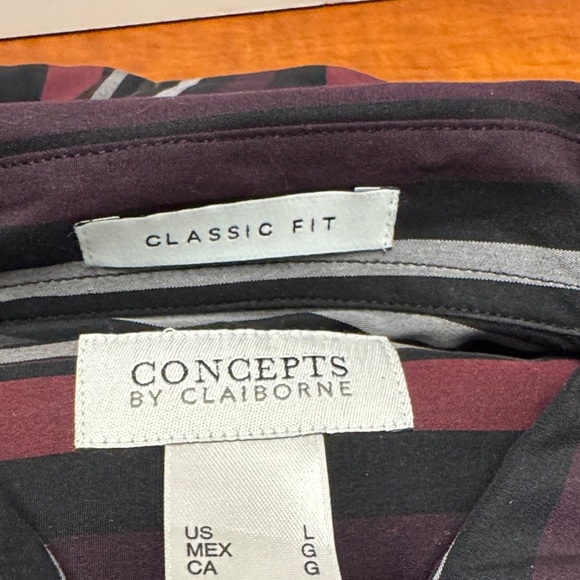 CLASSIC FIT
CONCEPTS
BY CLAIBORNE
US L
MEX G
CA G